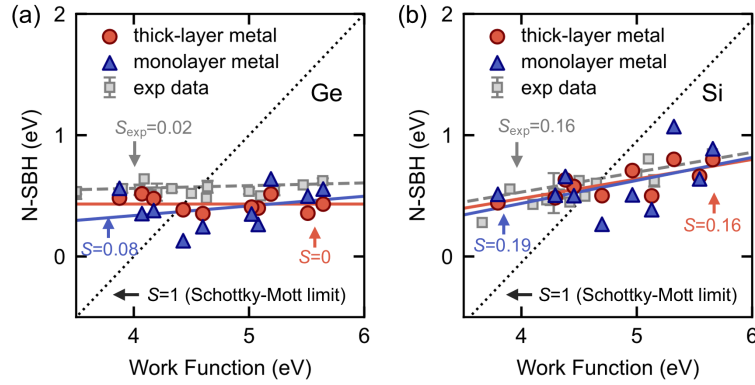 (a)
thick-layer metal
monolayer metal
exp data
Ge
S_exp=0.02
S=0.08
S=0
S=1 (Schottky-Mott limit)
N-SBH (eV)
2
1
0
4
5
6
Work Function (eV)
(b)
thick-layer metal
monolayer metal
exp data
Si
S_exp=0.16
S=0.19
S=0.16
S=1 (Schottky-Mott limit)
N-SBH (eV)
2
1
0
4
5
6
Work Function (eV)